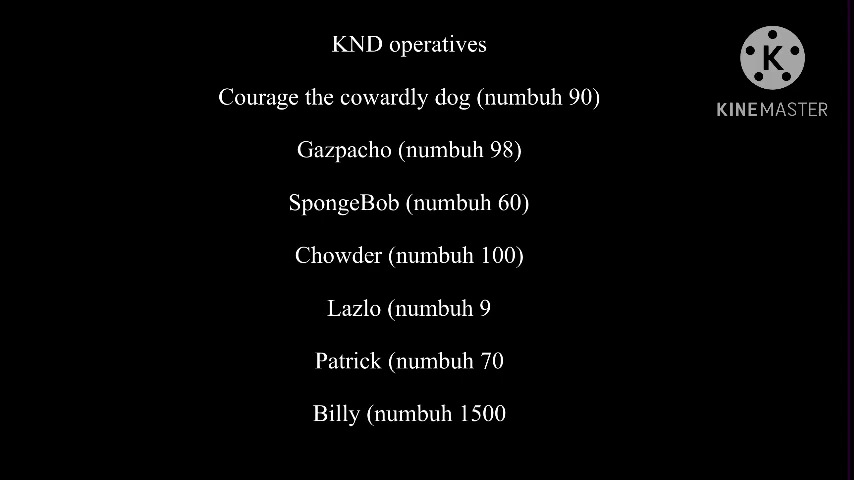 KND operatives
Courage the cowardly dog (numbuh 90)
Gazpacho (numbuh 98)
SpongeBob (numbuh 60)
Chowder (numbuh 100)
Lazlo (numbuh 9
Patrick (numbuh 70
Billy (numbuh 1500
K
KINEMASTER